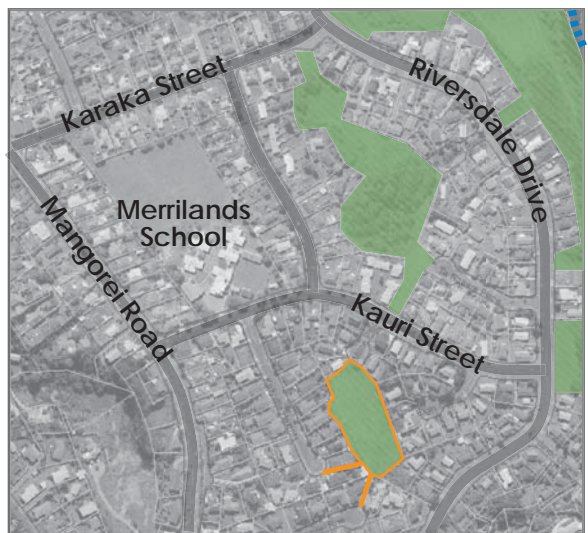 Karaka Street
Riversdale Drive
Merrilands
School
Mangorei Road
Kauri Street